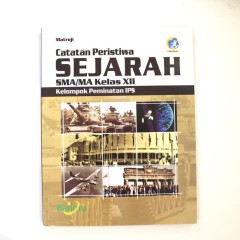 Matroji
Catatan Peristiwa
SEJARAH
SMA/MA Kelas XII
Kelompok Peminatan IPS